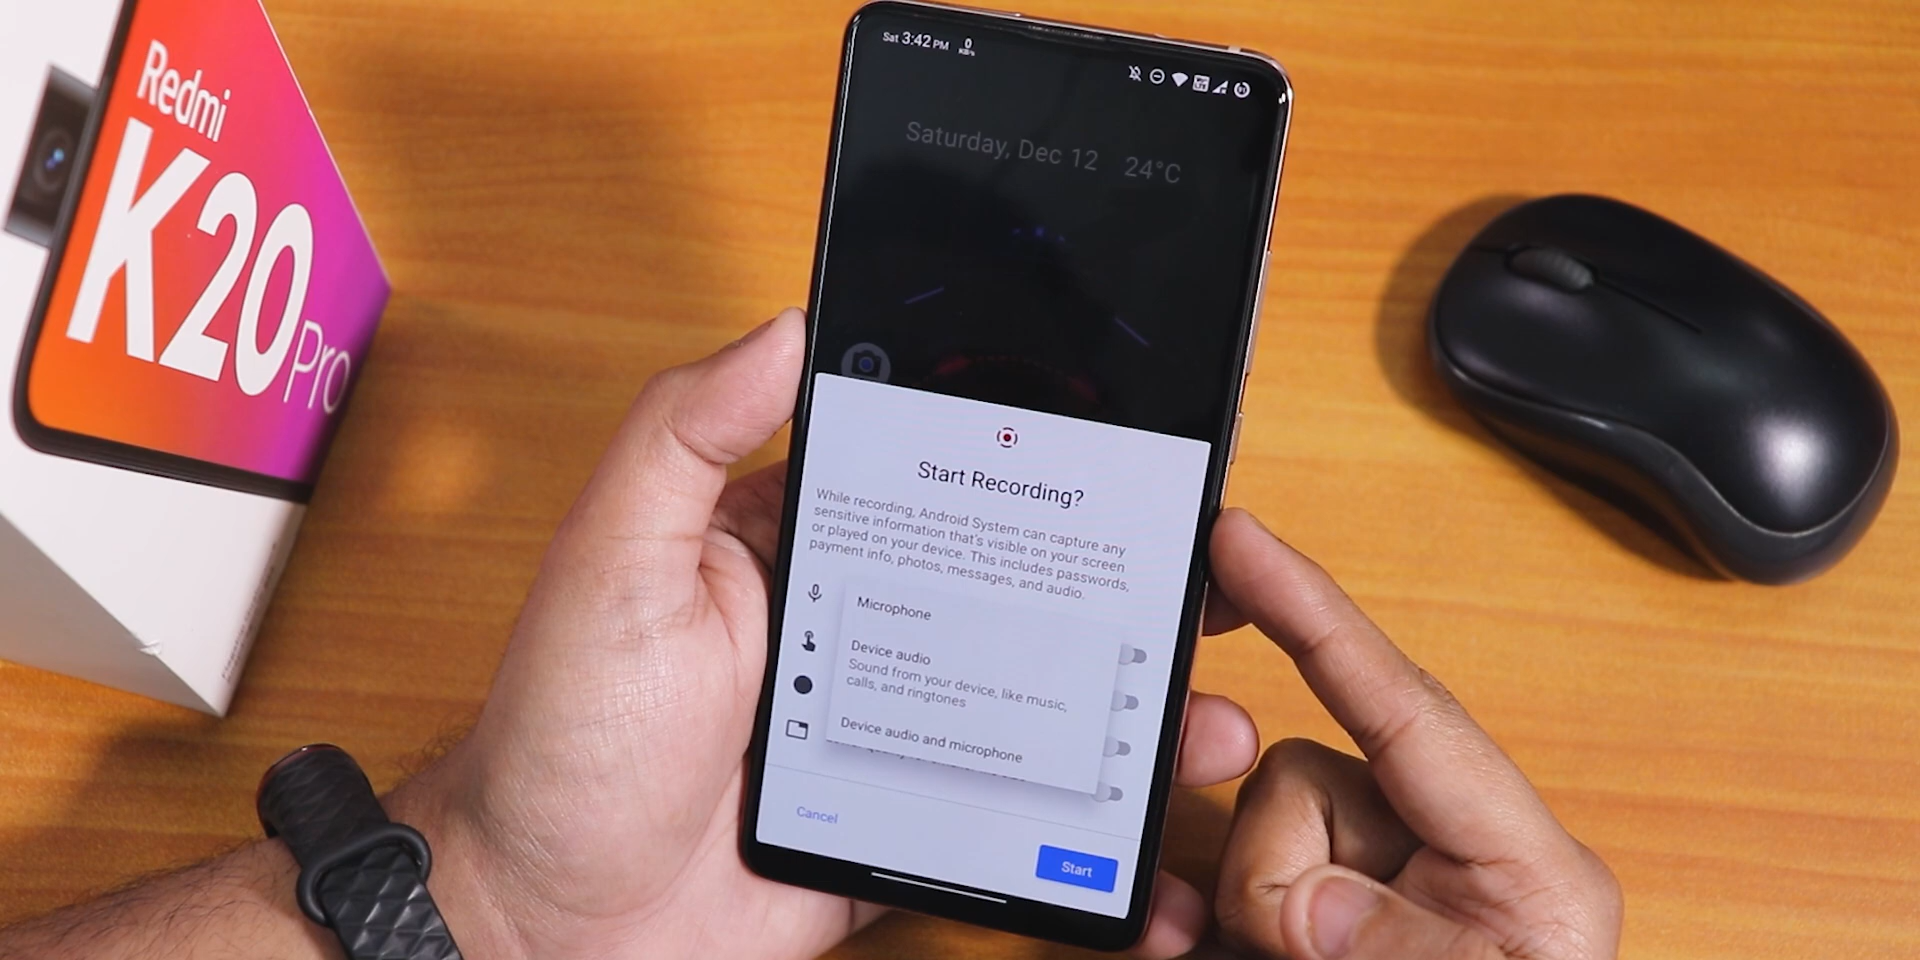 Redmi
K20 Pro
Sat 3:42 PM 0 KB/s
Saturday, Dec 12 24°C
Start Recording?
While recording, Android System can capture any
sensitive information that's visible on your screen
or played on your device. This includes passwords,
payment info, photos, messages, and audio.
Microphone
Device audio
Sound from your device, like music,
calls, and ringtones
Device audio and microphone
Cancel
Start